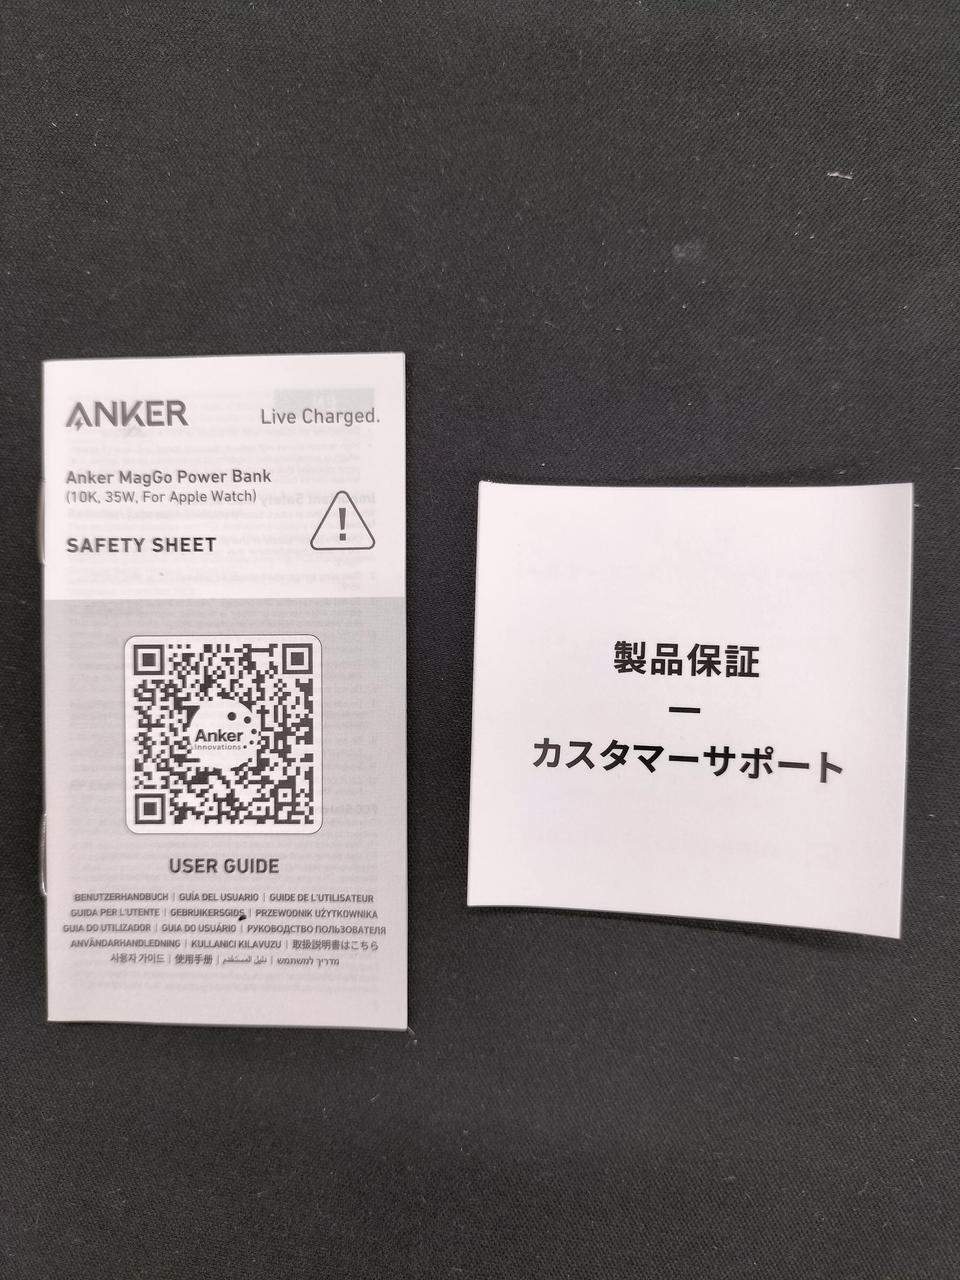 ANKER
Live Charged.
Anker MagGo Power Bank
(10K, 35W, For Apple Watch)
SAFETY SHEET
Anker
Innovations
USER GUIDE
BENUTZERHANDBUCH | GUÍA DEL USUARIO | GUIDE DE L'UTILISATEUR
GUIDA PER L'UTENTE | GEBRUIKERSGIDS | PRZEWODNIK UŻYTKOWNIKA
GUIA DO UTILIZADOR | GUIA DO USUÁRIO | РУКОВОДСТВО ПОЛЬЗОВАТЕЛЯ
ANVÄNDARHANDLEDNING | KULLANICI KILAVUZU | 取扱説明書はこちら
사용자 가이드 | 使用手册 | دليل المستخدم | מדריך למשתמש
製品保証
ー
カスタマーサポート